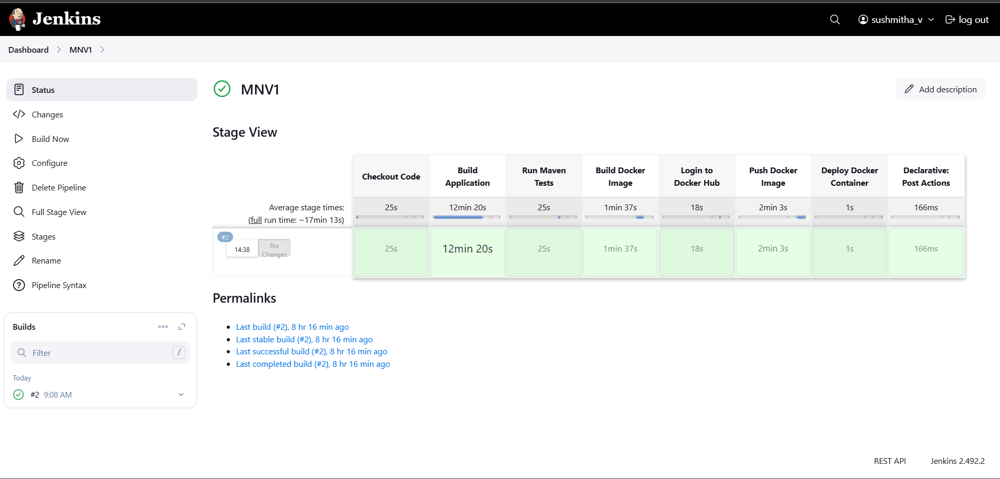 Jenkins
sushmitha_v
log out
Dashboard
MNV1
Status
Changes
Build Now
Configure
Delete Pipeline
Full Stage View
Stages
Rename
Pipeline Syntax
Builds
Filter
/
Today
#2 9:08 AM
MNV1
Add description
Stage View
Checkout Code
Build
Application
Run Maven
Tests
Build Docker
Image
Login to
Docker Hub
Push Docker
Image
Deploy Docker
Container
Declarative:
Post Actions
Average stage times:
(full run time: ~17min 13s)
25s
12min 20s
25s
1min 37s
18s
2min 3s
1s
166ms
#2
14:38
No
Changes
25s
12min 20s
25s
1min 37s
18s
2min 3s
1s
166ms
Permalinks
Last build (#2), 8 hr 16 min ago
Last stable build (#2), 8 hr 16 min ago
Last successful build (#2), 8 hr 16 min ago
Last completed build (#2), 8 hr 16 min ago
REST API
Jenkins 2.492.2